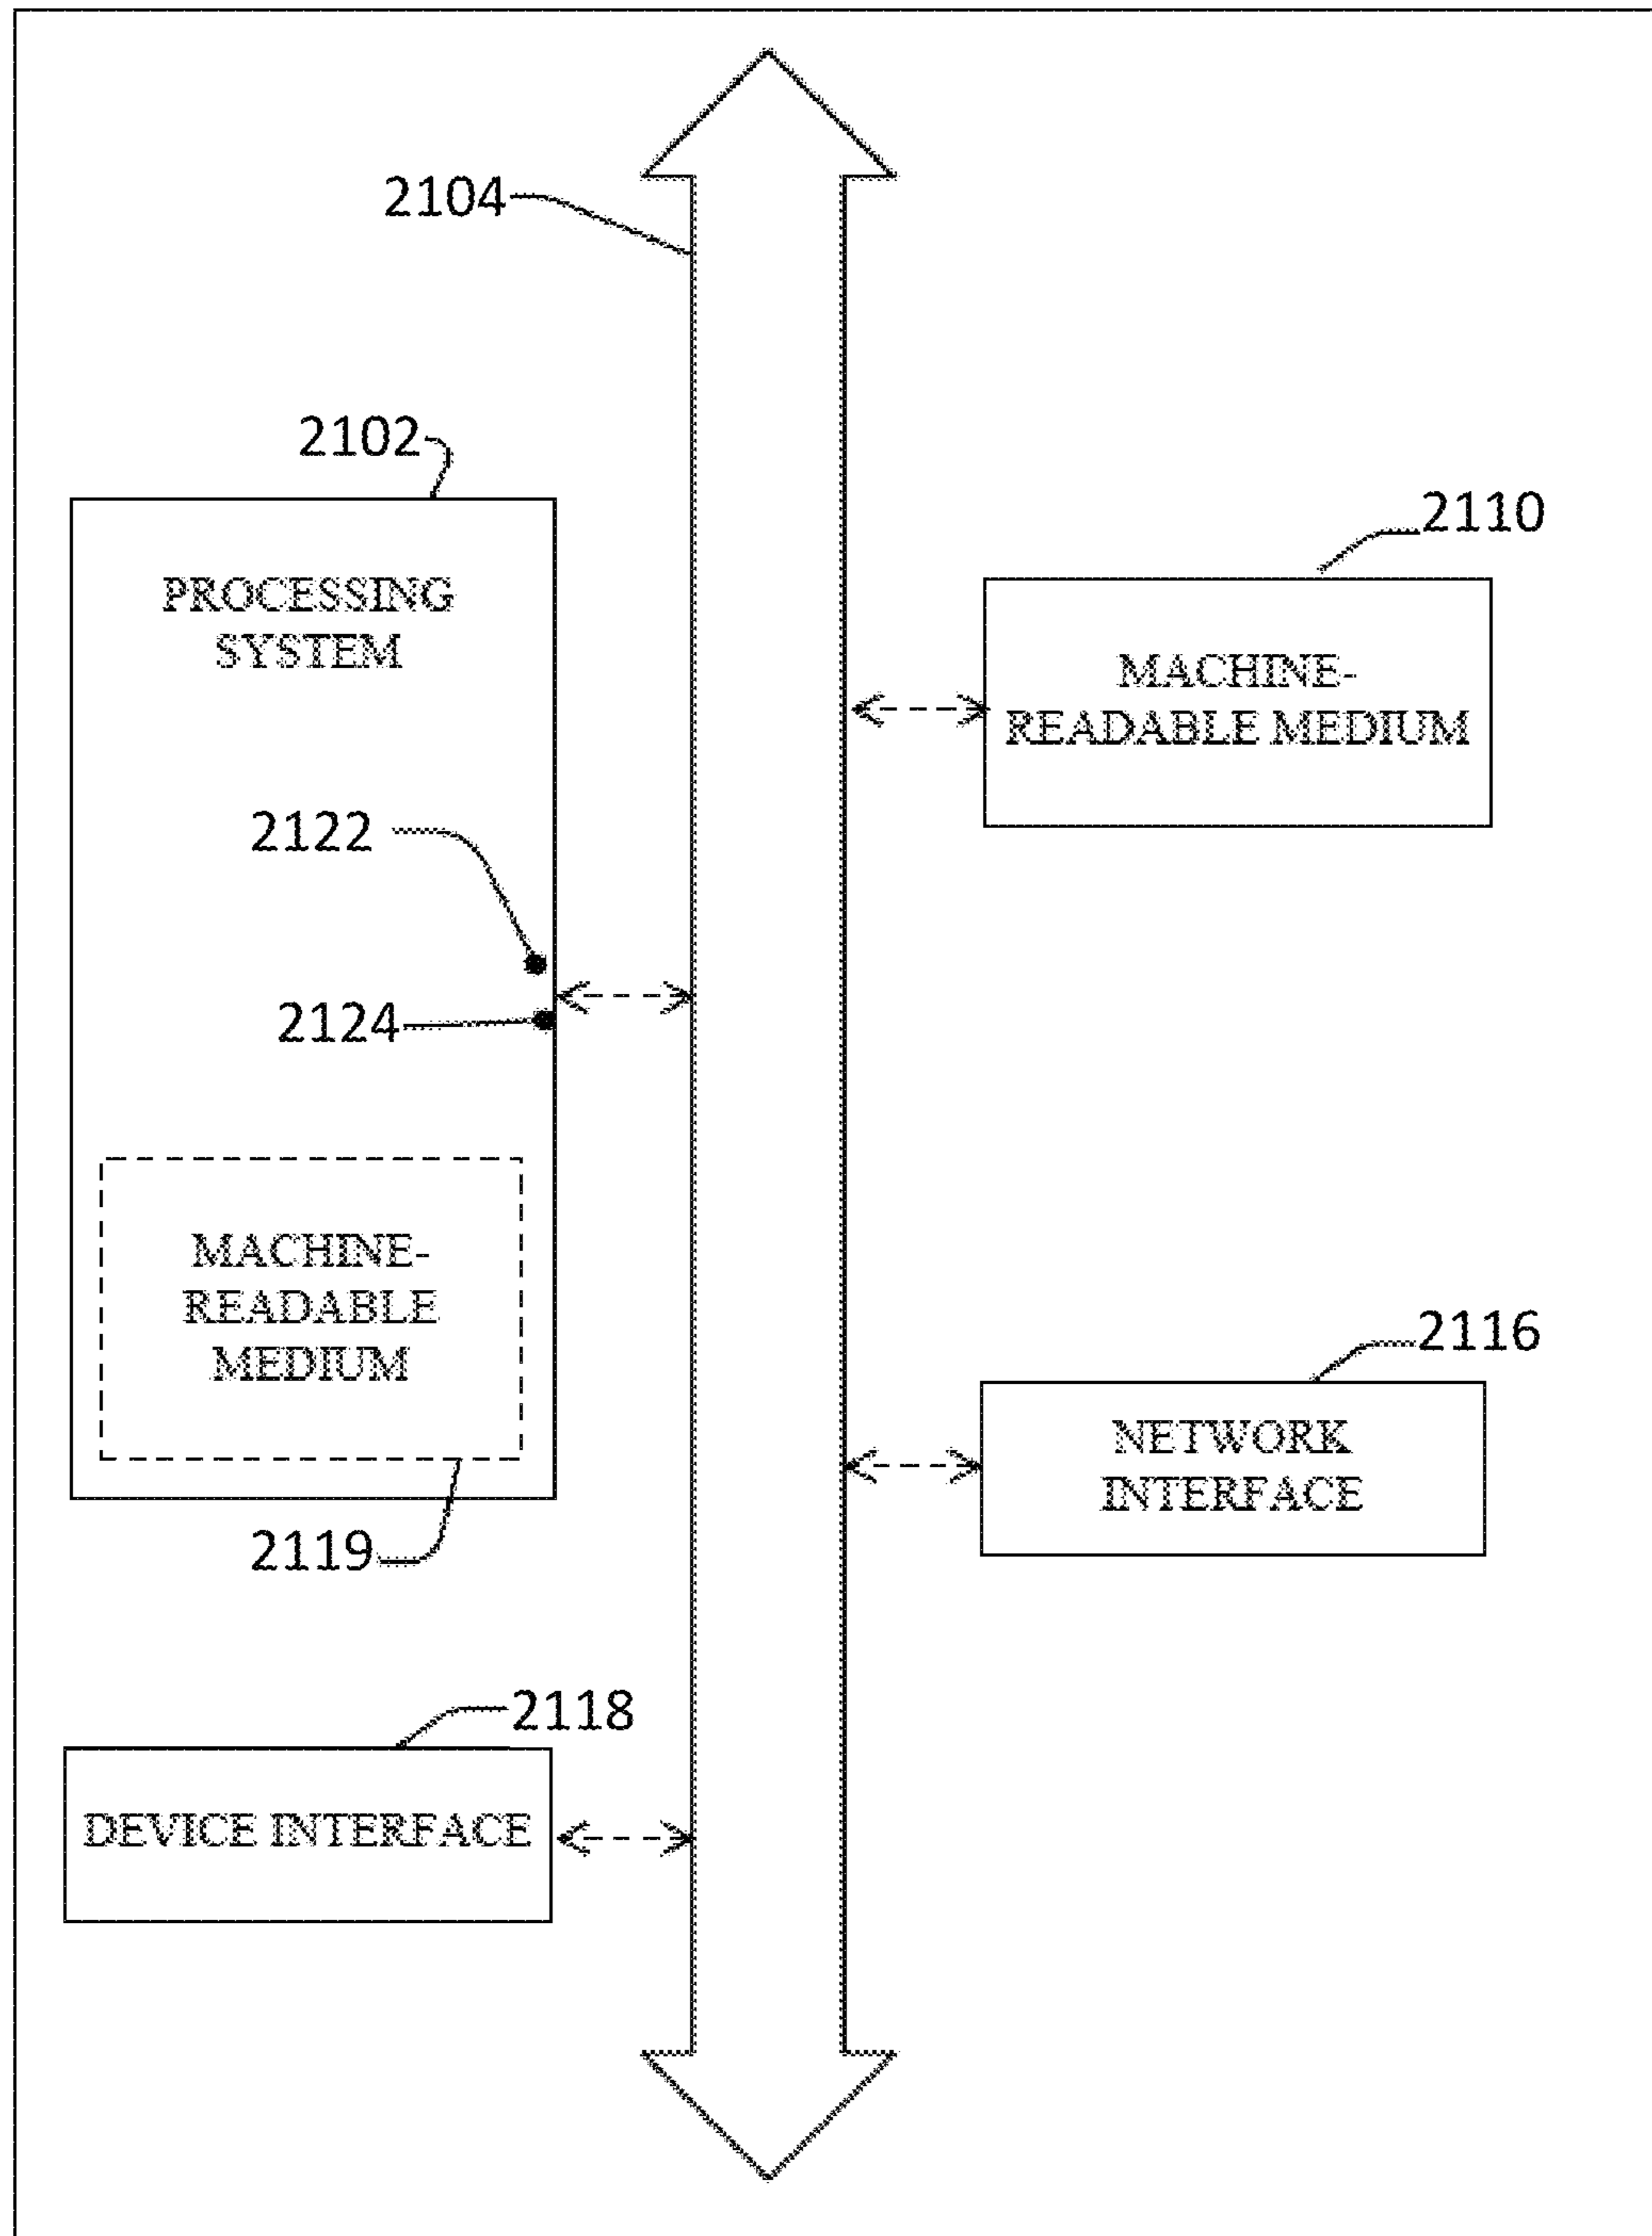 2104
2102
PROCESSING
SYSTEM
2110
MACHINE-
READABLE MEDIUM
2122
2124
MACHINE-
READABLE
MEDIUM
2119
2116
NETWORK
INTERFACE
2118
DEVICE INTERFACE